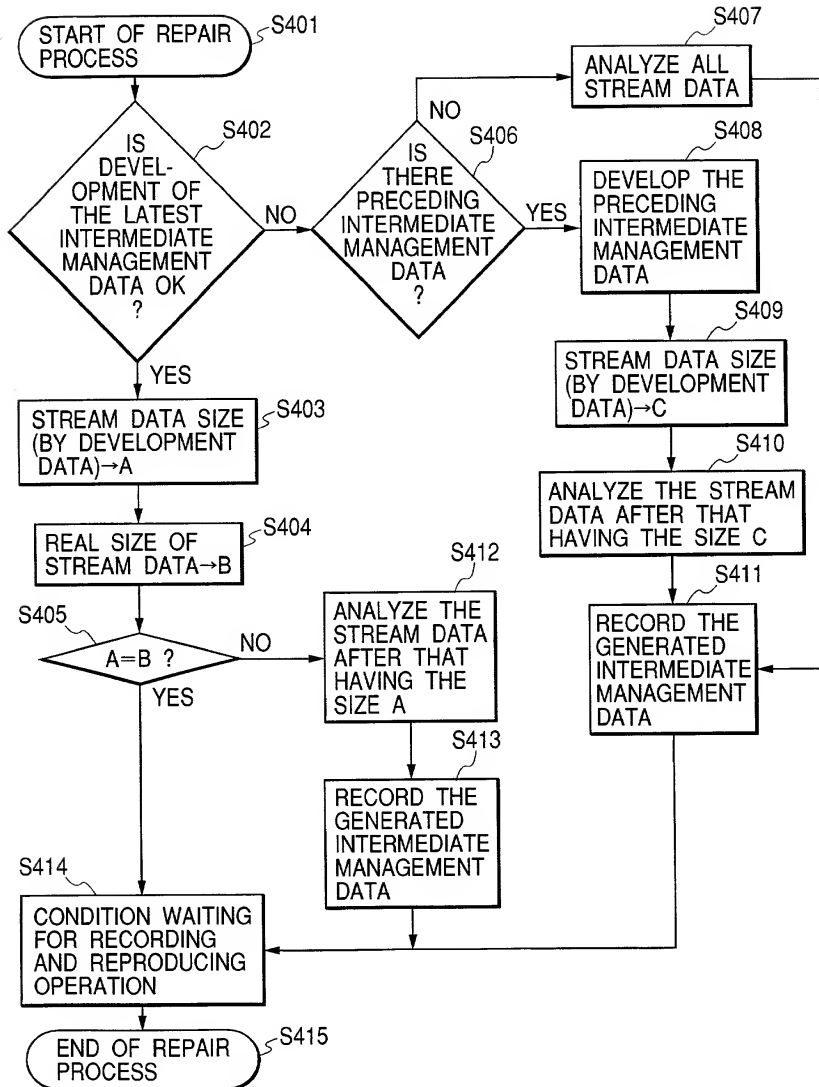 START OF REPAIR
PROCESS
S401
IS
DEVEL-
OPMENT OF
THE LATEST
INTERMEDIATE
MANAGEMENT
DATA OK
?
S402
NO
YES
STREAM DATA SIZE
(BY DEVELOPMENT
DATA)→A
S403
REAL SIZE OF
STREAM DATA→B
S404
S405
A=B ?
NO
YES
IS
THERE
PRECEDING
INTERMEDIATE
MANAGEMENT
DATA
?
S406
NO
YES
S407
ANALYZE ALL
STREAM DATA
S408
DEVELOP THE
PRECEDING
INTERMEDIATE
MANAGEMENT
DATA
S409
STREAM DATA SIZE
(BY DEVELOPMENT
DATA)→C
S410
ANALYZE THE STREAM
DATA AFTER THAT
HAVING THE SIZE C
S411
RECORD THE
GENERATED
INTERMEDIATE
MANAGEMENT
DATA
S412
ANALYZE THE
STREAM DATA
AFTER THAT
HAVING THE
SIZE A
S413
RECORD THE
GENERATED
INTERMEDIATE
MANAGEMENT
DATA
S414
CONDITION WAITING
FOR RECORDING
AND REPRODUCING
OPERATION
END OF REPAIR
PROCESS
S415